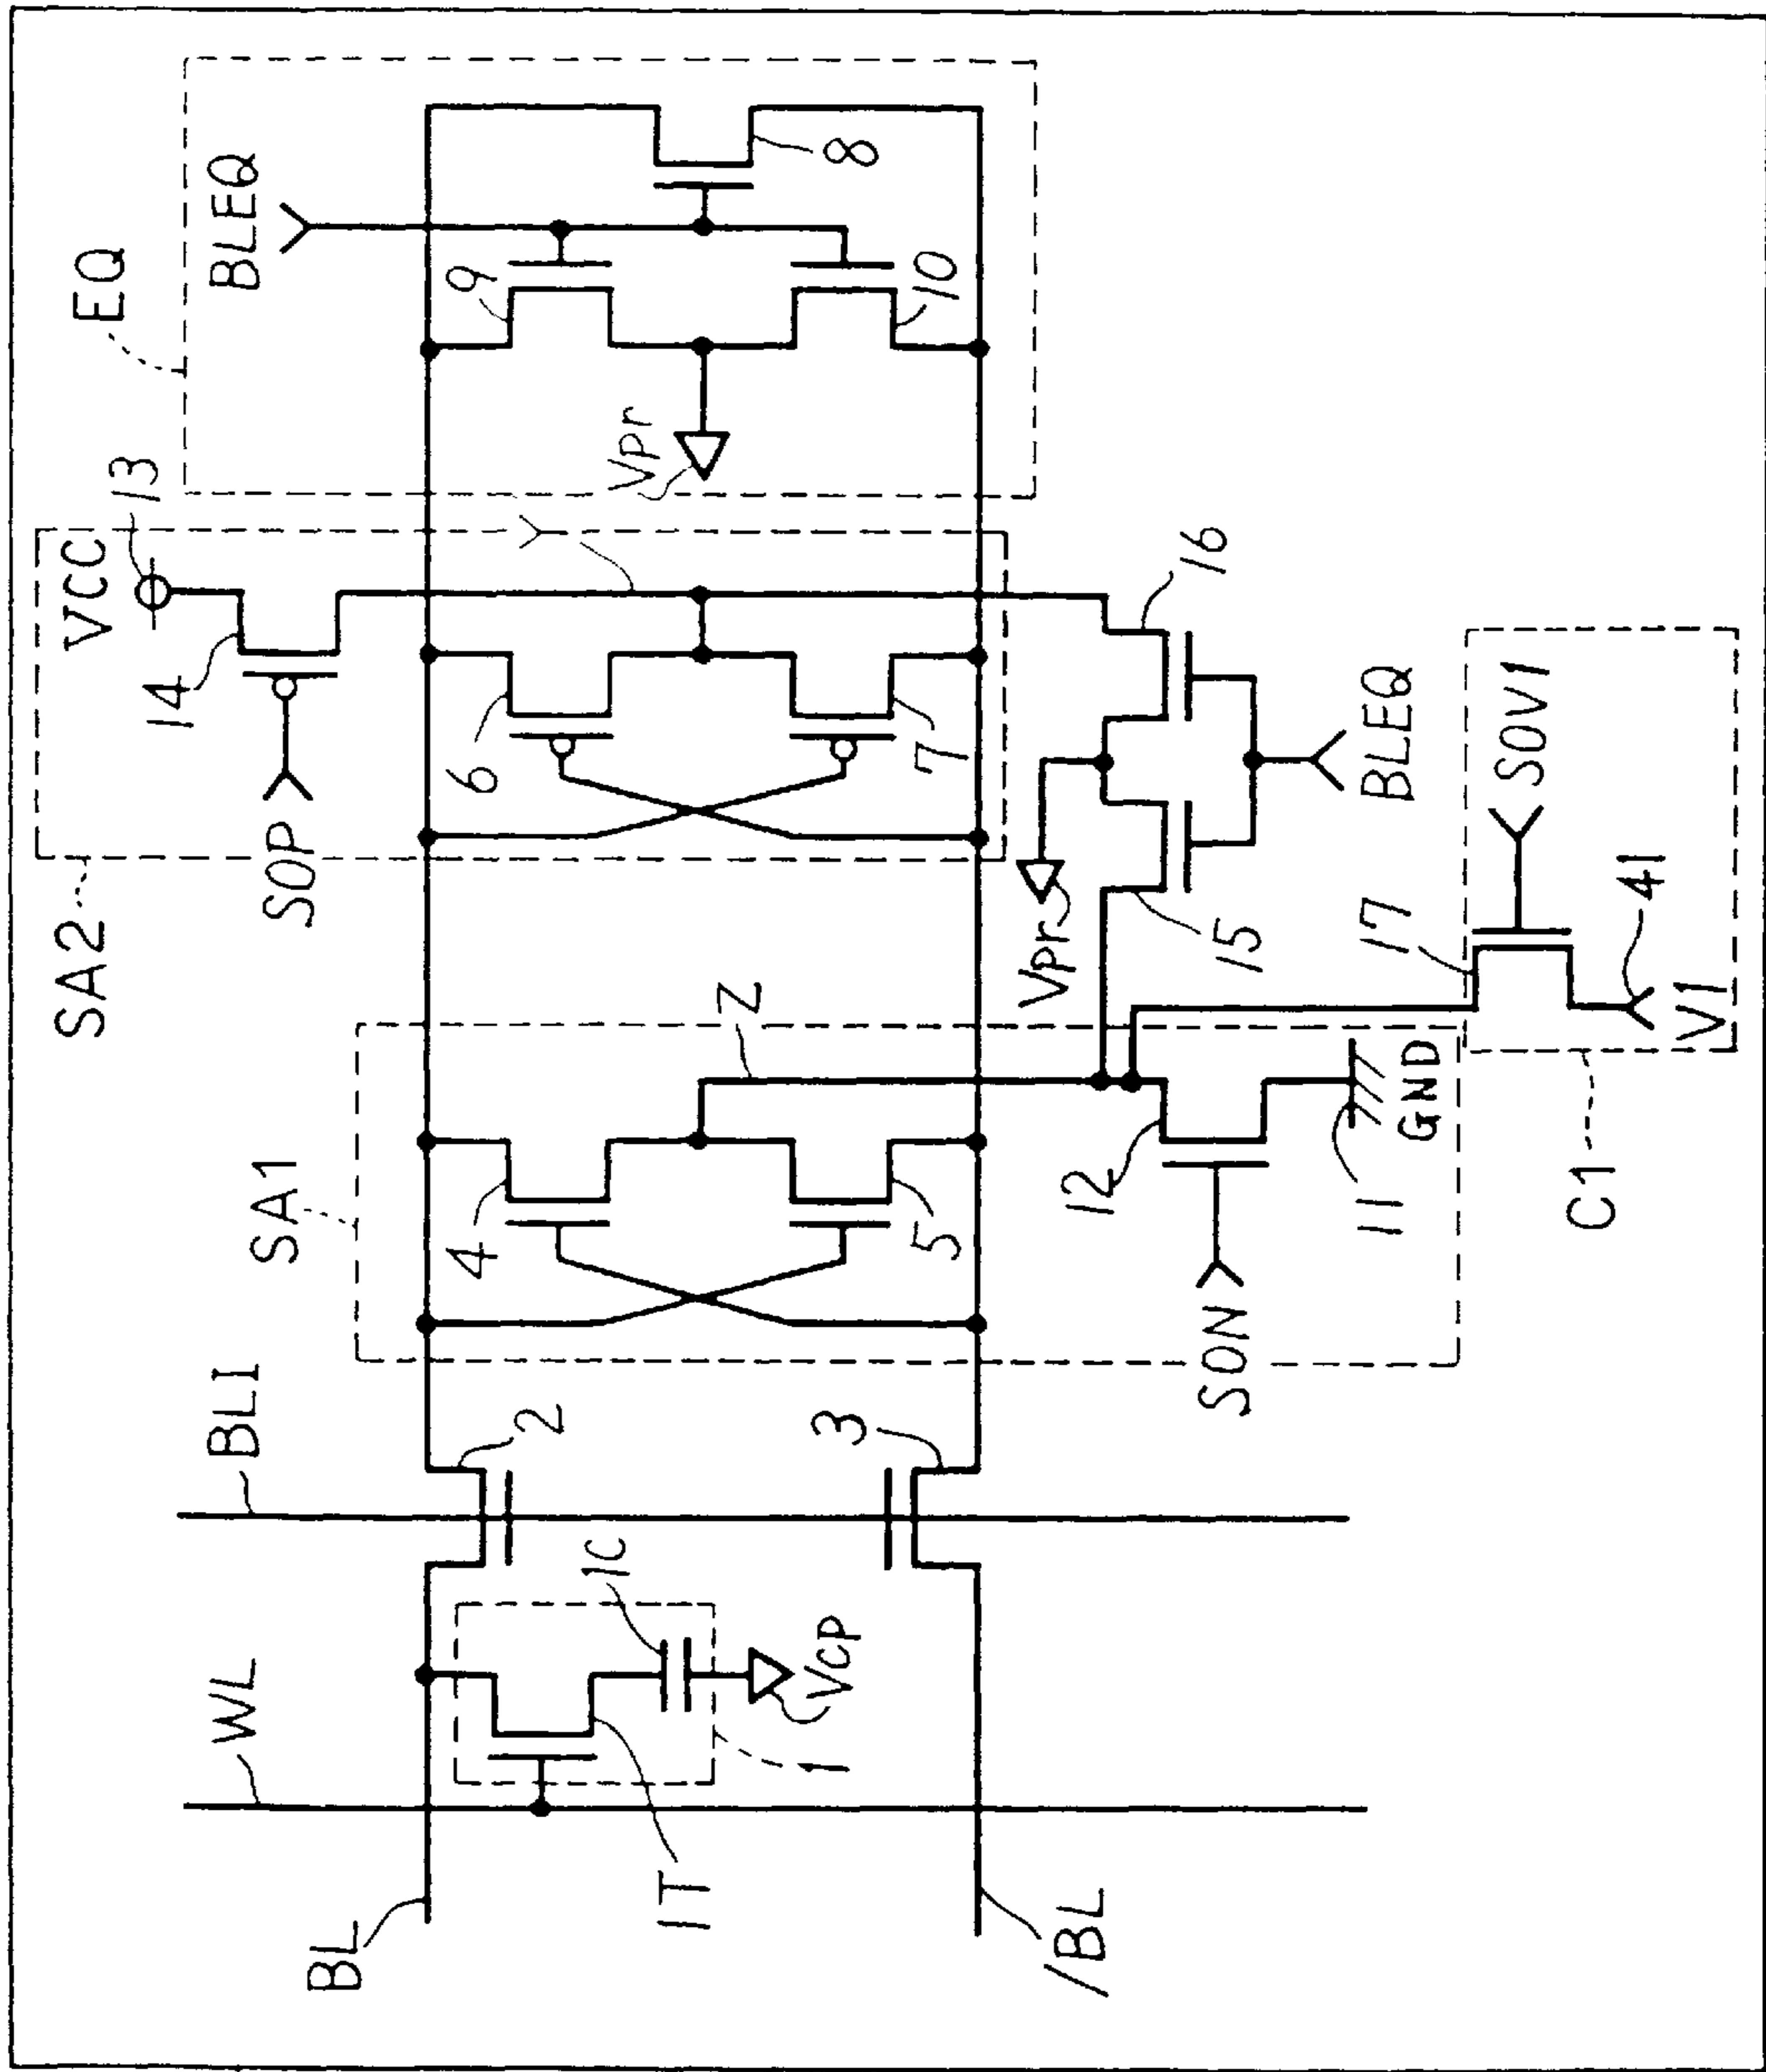 SA2
VCC
EQ
13
14
WL
BLI
BLEQ
SA1
SOP
BL
4
6
9
2
Y
1C
Vpr
1T
Z
1
Vcp
3
8
5
7
10
/BL
Vpr
12
16
SON
15
11
17
BLEQ
GND
SOV1
C1
41
V1